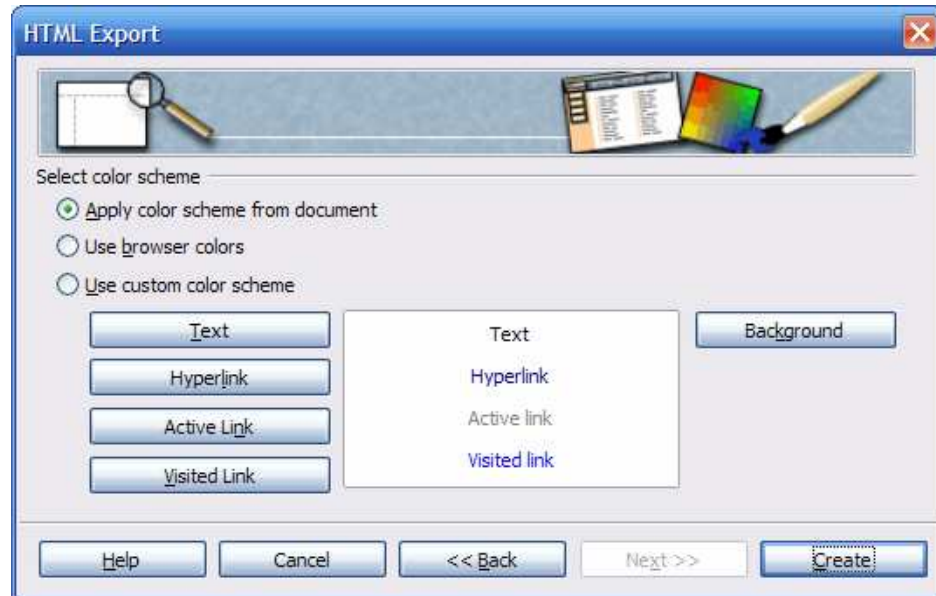 HTML Export
Select color scheme
Apply color scheme from document
Use browser colors
Use custom color scheme
Text Text Background
Hyperlink Hyperlink
Active Link Active link
Visited Link Visited link
Help Cancel << Back Next >> Create